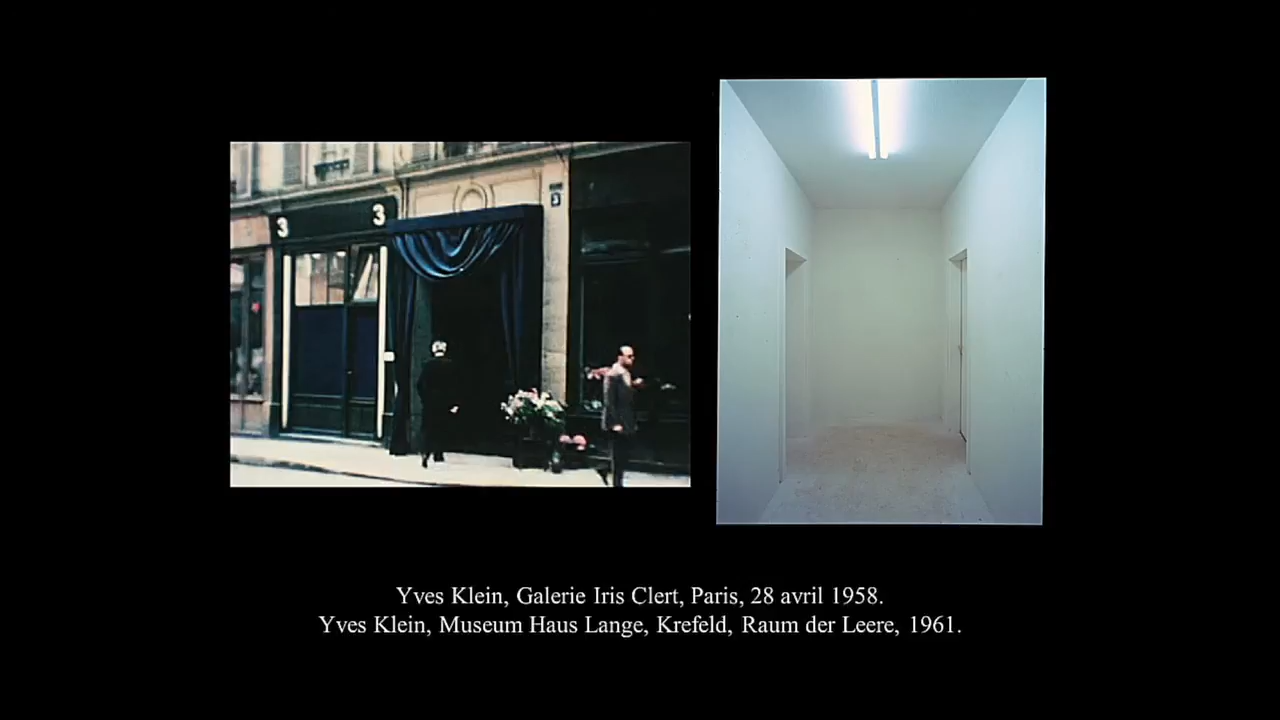 3 3
3
Yves Klein, Galerie Iris Clert, Paris, 28 avril 1958.
Yves Klein, Museum Haus Lange, Krefeld, Raum der Leere, 1961.